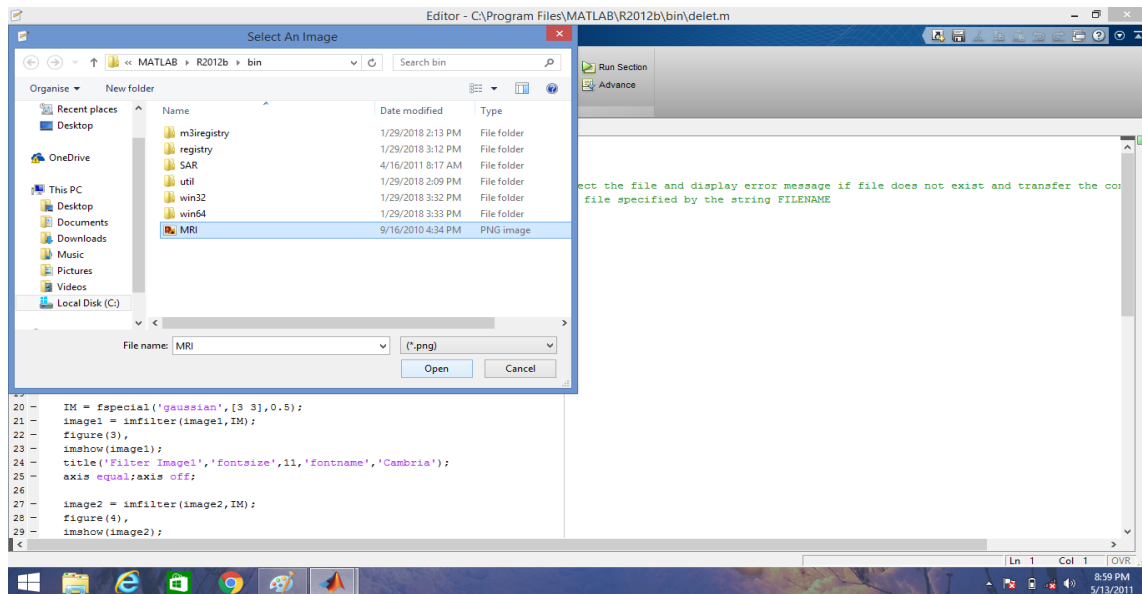 Editor - C:\Program Files\MATLAB\R2012b\bin\delet.m
Select An Image
« MATLAB R2012b bin
Search bin
Organise
New folder
Recent places
Desktop
OneDrive
This PC
Desktop
Documents
Downloads
Music
Pictures
Videos
Local Disk (C:)
Name Date modified Type
m3iregistry 1/29/2018 2:13 PM File folder
registry 1/29/2018 3:12 PM File folder
SAR 4/16/2011 8:17 AM File folder
util 1/29/2018 2:09 PM File folder
win32 1/29/2018 3:32 PM File folder
win64 1/29/2018 3:33 PM File folder
MRI 9/16/2010 4:34 PM PNG image
File name: MRI
(*.png)
Open
Cancel
Run Section
Advance
ect the file and display error message if file does not exist and transfer the con
file specified by the string FILENAME
20 - IM = fspecial('gaussian',[3 3],0.5);
21 - image1 = imfilter(image1,IM);
22 - figure(3),
23 - imshow(image1);
24 - title('Filter Image1','fontsize',11,'fontname','Cambria');
25 - axis equal;axis off;
26
27 - image2 = imfilter(image2,IM);
28 - figure(4),
29 - imshow(image2);
Ln 1 Col 1 OVR
8:59 PM
5/13/2011